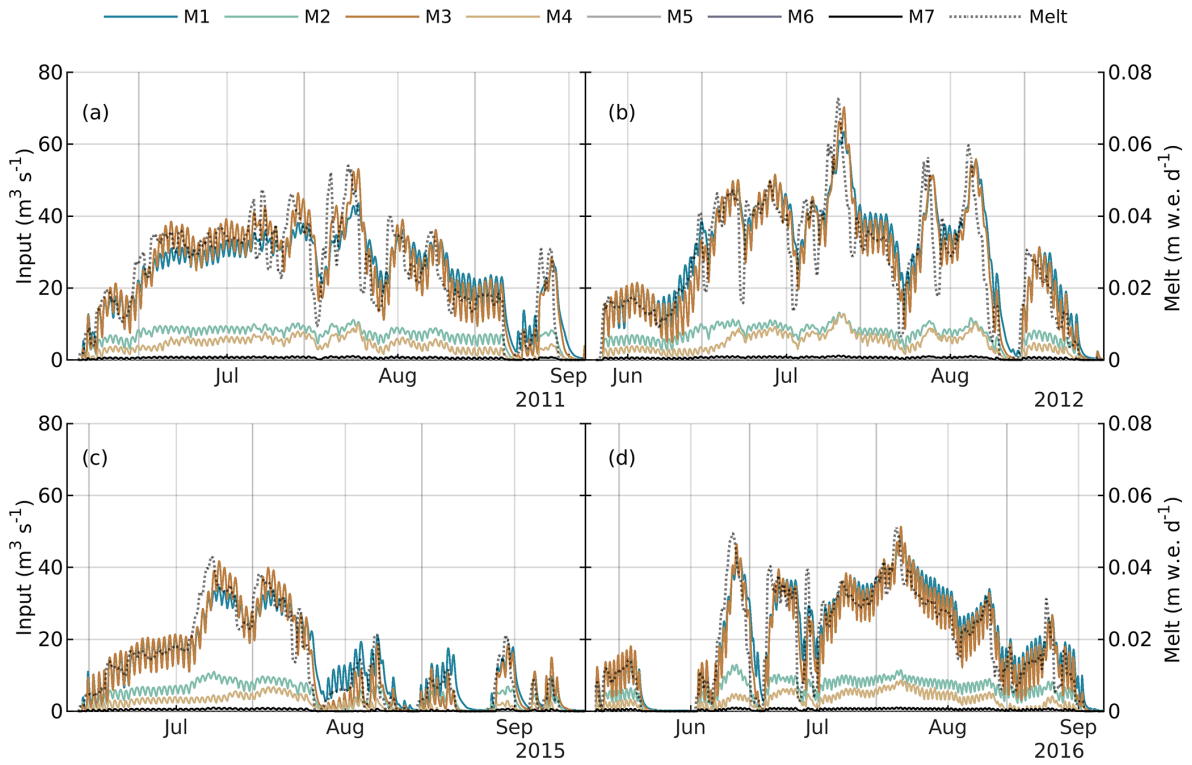 M1 M2 M3 M4 M5 M6 M7 Melt
80 0.08
(a) (b)
60 0.06
40 0.04
20 0.02
0 0
Input (m³ s⁻¹)
Melt (m w.e. d⁻¹)
Jul Aug Sep Jun Jul Aug
2011 2012
80 0.08
(c) (d)
60 0.06
40 0.04
20 0.02
0 0
Input (m³ s⁻¹)
Melt (m w.e. d⁻¹)
Jul Aug Sep Jun Jul Aug Sep
2015 2016